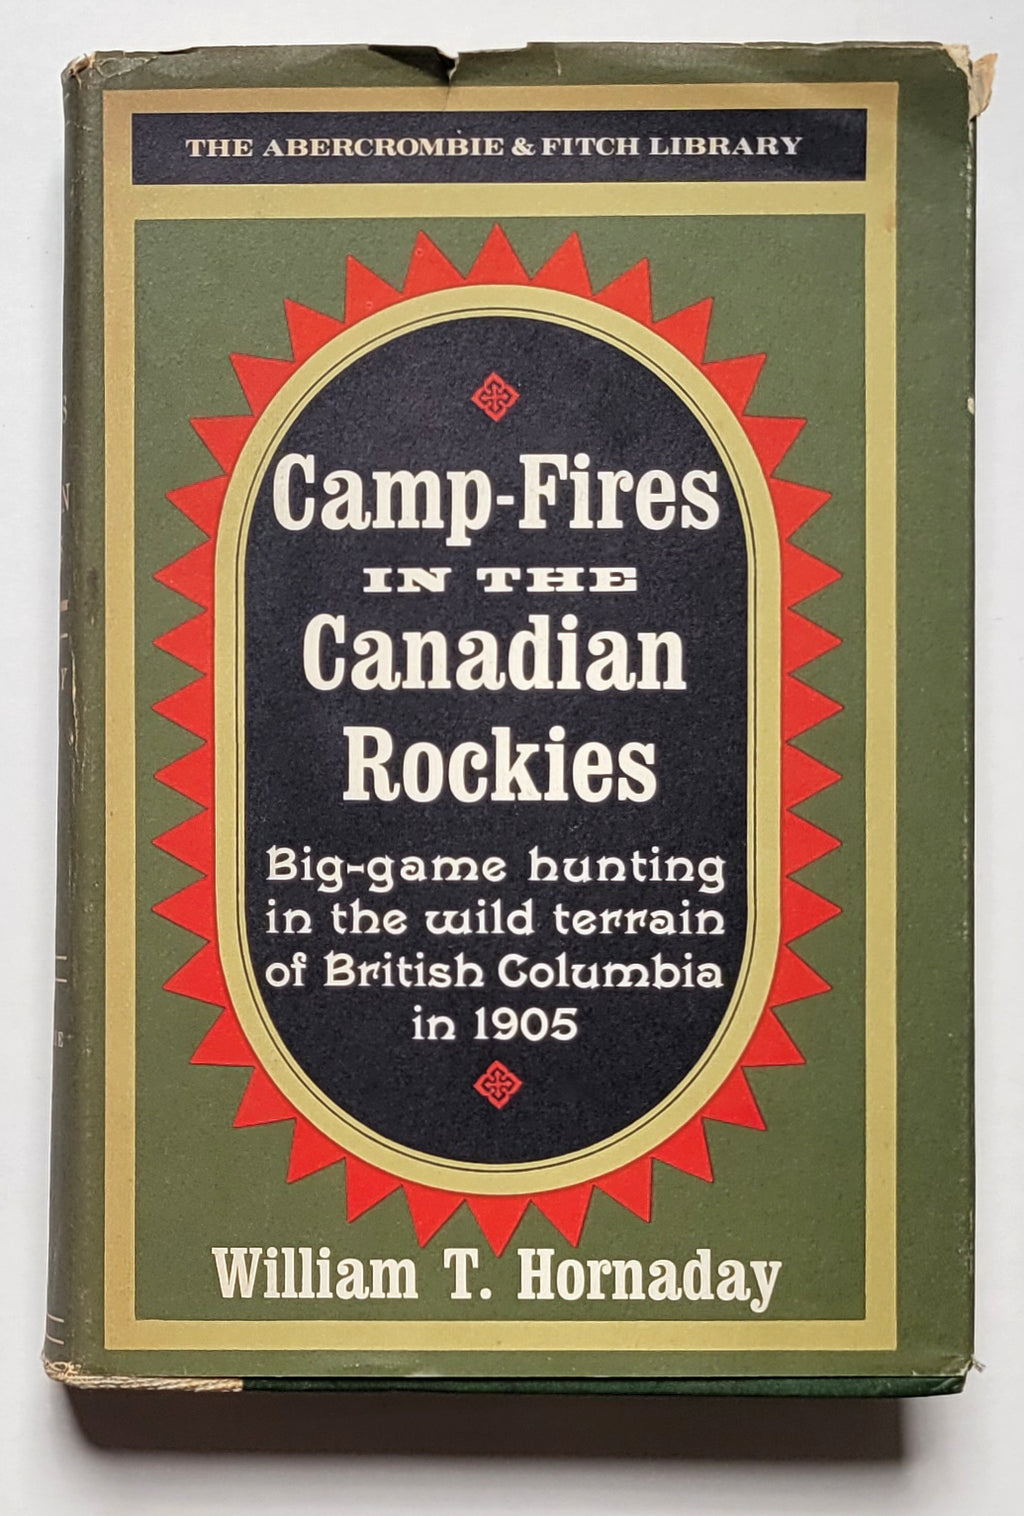 THE ABERCROMBIE & FITCH LIBRARY
Camp-Fires
IN THE
Canadian
Rockies
Big-game hunting
in the wild terrain
of British Columbia
in 1905
William T. Hornaday